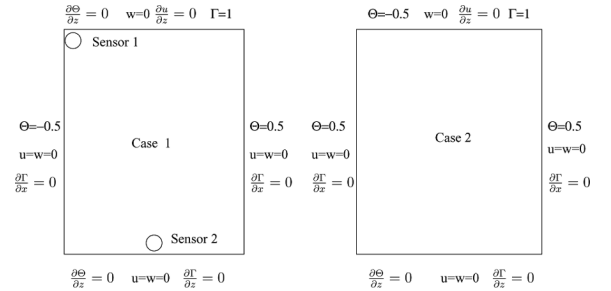 ∂Θ/∂z = 0 w=0 ∂u/∂z = 0 Γ=1
Sensor 1
Θ=−0.5
u=w=0
∂Γ/∂x = 0
Case 1
Θ=0.5
u=w=0
∂Γ/∂x = 0
Sensor 2
∂Θ/∂z = 0 u=w=0 ∂Γ/∂z = 0
Θ=−0.5 w=0 ∂u/∂z = 0 Γ=1
Θ=0.5
u=w=0
∂Γ/∂x = 0
Case 2
Θ=0.5
u=w=0
∂Γ/∂x = 0
∂Θ/∂z = 0 u=w=0 ∂Γ/∂z = 0